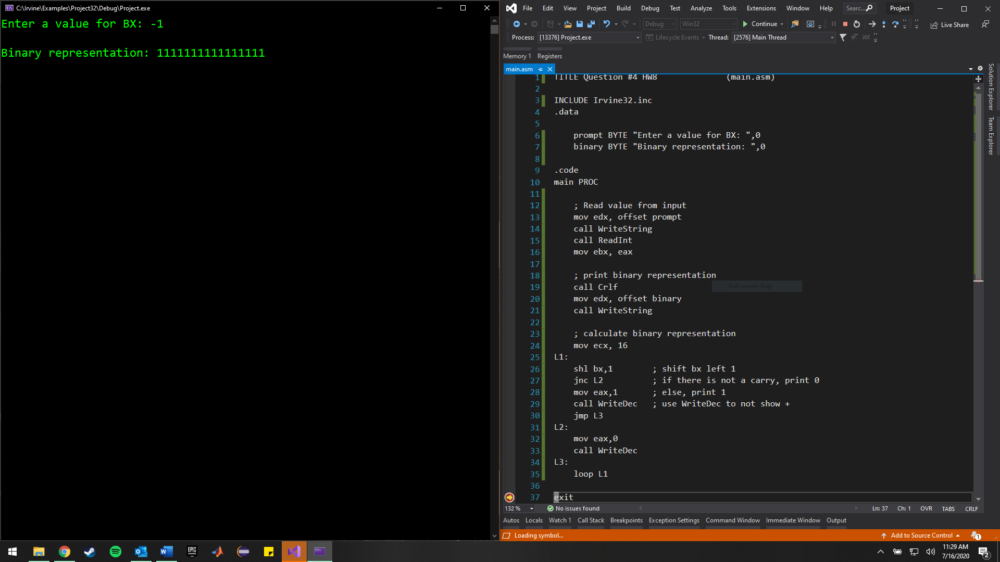 C:\Irvine\Examples\Project32\Debug\Project.exe
Enter a value for BX: -1
Binary representation: 1111111111111111
File Edit View Project Build Debug Test Analyze Tools Extensions Window Help Searc... Project
Debug Win32 Continue Live Share
Process: [13376] Project.exe Lifecycle Events Thread: [2576] Main Thread
Memory 1 Registers
main.asm
1 TITLE Question #4 HW8 (main.asm)
2
3 INCLUDE Irvine32.inc
4 .data
5
6 prompt BYTE "Enter a value for BX: ",0
7 binary BYTE "Binary representation: ",0
8
9 .code
10 main PROC
11
12 ; Read value from input
13 mov edx, offset prompt
14 call WriteString
15 call ReadInt
16 mov ebx, eax
17
18 ; print binary representation
19 call Crlf
Full-screen Snip
20 mov edx, offset binary
21 call WriteString
22
23 ; calculate binary representation
24 mov ecx, 16
25 L1:
26 shl bx,1 ; shift bx left 1
27 jnc L2 ; if there is not a carry, print 0
28 mov eax,1 ; else, print 1
29 call WriteDec ; use WriteDec to not show +
30 jmp L3
31 L2:
32 mov eax,0
33 call WriteDec
34 L3:
35 loop L1
36
37 exit
132 % No issues found Ln: 37 Ch: 1 OVR TABS CRLF
Autos Locals Watch 1 Call Stack Breakpoints Exception Settings Command Window Immediate Window Output
Loading symbol... Add to Source Control 1
Solution Explorer
Team Explorer
EPIC GAMES
11:29 AM
7/16/2020
2